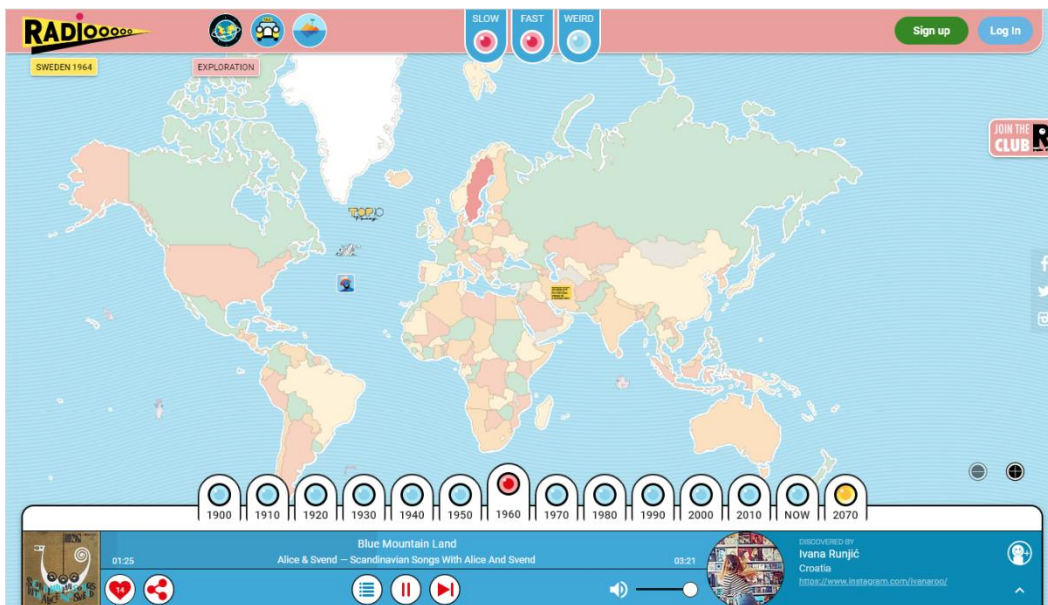 RADIOoooo
SLOW
FAST
WEIRD
Sign up
Log In
SWEDEN 1964
EXPLORATION
JOIN THE
CLUB
TOP 10
1900
1910
1920
1930
1940
1950
1960
1970
1980
1990
2000
2010
NOW
2070
Blue Mountain Land
01:25
Alice & Svend — Scandinavian Songs With Alice And Svend
03:21
14
DISCOVERED BY
Ivana Runjić
Croatia
https://www.instagram.com/ivanaroo/